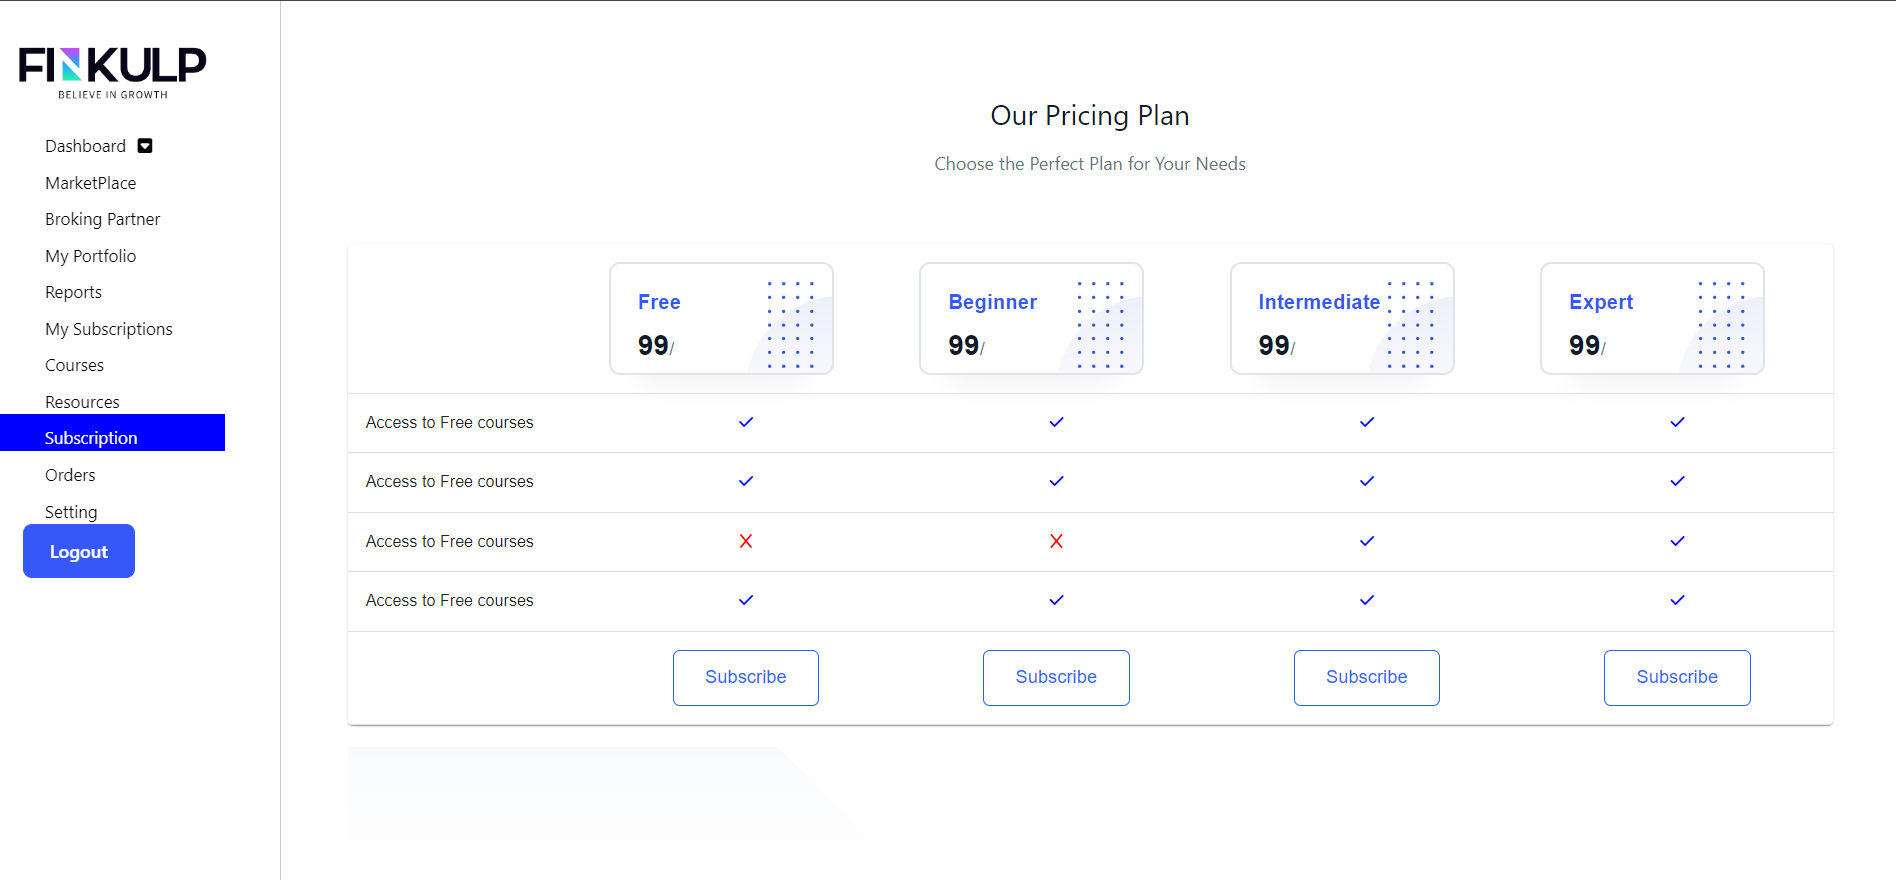 FINKULP
BELIEVE IN GROWTH
Dashboard
MarketPlace
Broking Partner
My Portfolio
Reports
My Subscriptions
Courses
Resources
Subscription
Orders
Setting
Logout
Our Pricing Plan
Choose the Perfect Plan for Your Needs
Free Beginner Intermediate Expert
99/ 99/ 99/ 99/
Access to Free courses
Access to Free courses
Access to Free courses
Access to Free courses
Subscribe Subscribe Subscribe Subscribe